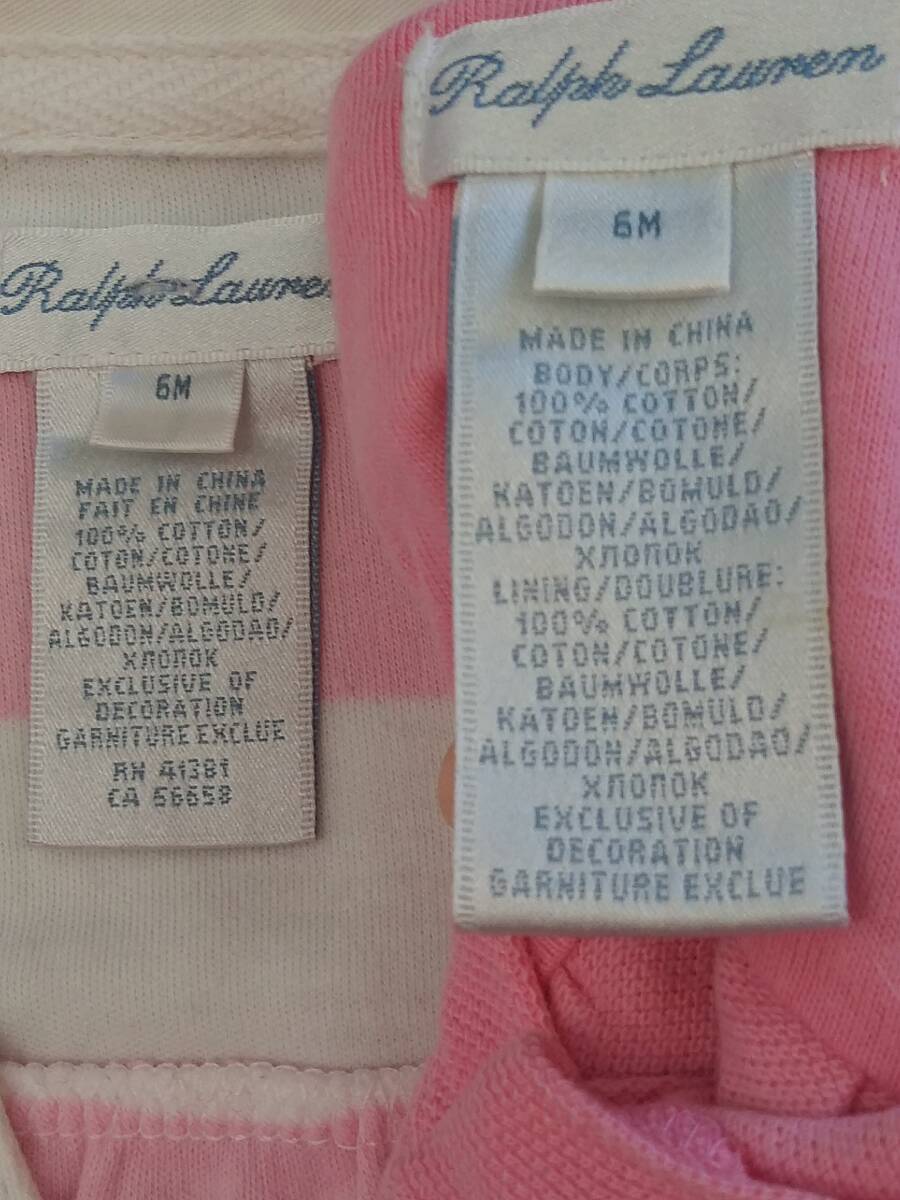 Ralph Lauren
6M
MADE IN CHINA
FAIT EN CHINE
100% COTTON/
COTON/COTONE/
BAUMWOLLE/
KATOEN/BOMULD/
ALGODON/ALGODAO/
ХЛОПОК
EXCLUSIVE OF
DECORATION
GARNITURE EXCLUE
RN 41381
CA 56658
Ralph Lauren
6M
MADE IN CHINA
BODY/CORPS:
100% COTTON/
COTON/COTONE/
BAUMWOLLE/
KATOEN/BOMULD/
ALGODON/ALGODAO/
ХЛОПОК
LINING/DOUBLURE:
100% COTTON/
COTON/COTONE/
BAUMWOLLE/
KATOEN/BOMULD/
ALGODON/ALGODAO/
ХЛОПОК
EXCLUSIVE OF
DECORATION
GARNITURE EXCLUE